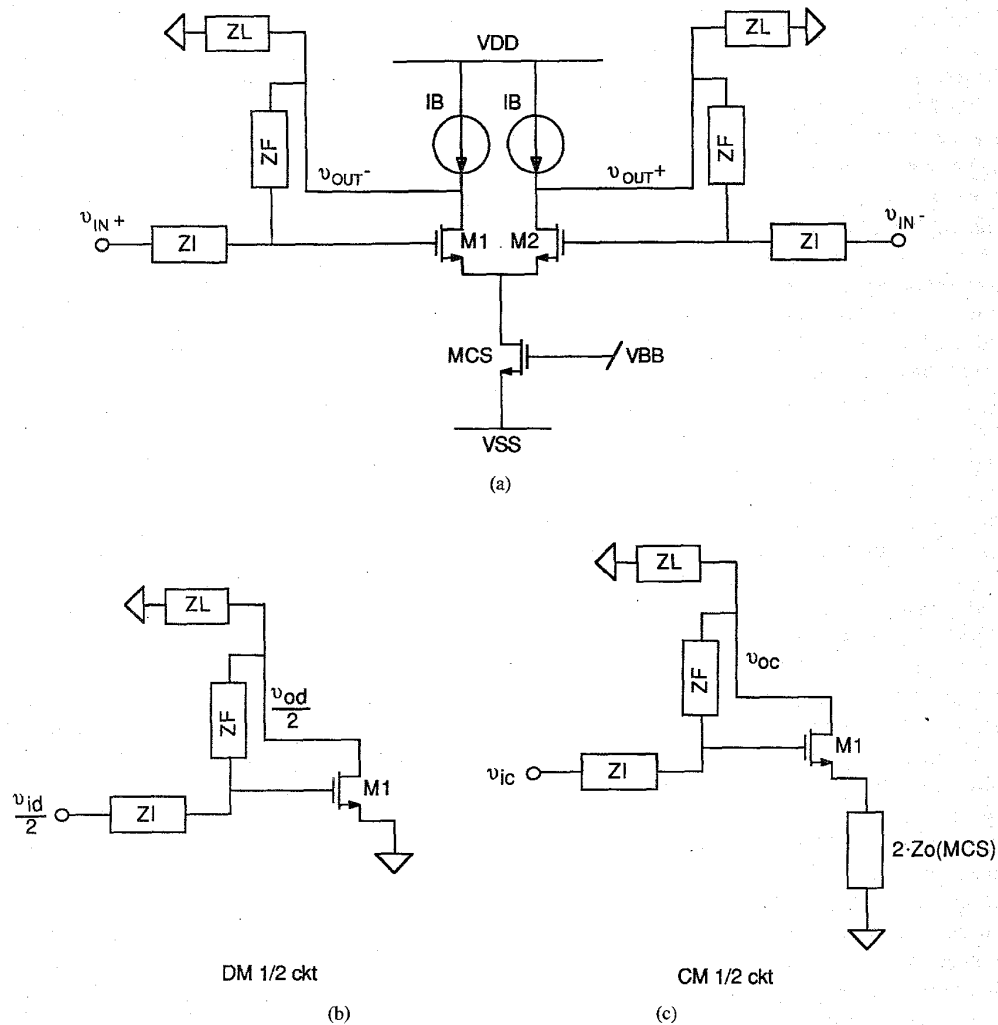 ZL
ZL
VDD
IB
IB
ZF
ZF
υOUT-
υOUT+
υIN+
ZI
M1
M2
ZI
υIN-
MCS
VBB
VSS
(a)
ZL
ZL
ZF
υod
2
ZF
υoc
M1
υid
2
ZI
M1
υic
ZI
2·Zo(MCS)
DM 1/2 ckt
CM 1/2 ckt
(b)
(c)